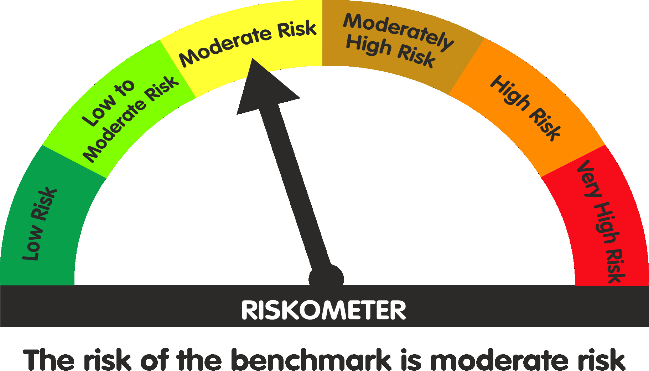 Low Risk
Low to
Moderate Risk
Moderate Risk
Moderately
High Risk
High Risk
Very High Risk
RISKOMETER
The risk of the benchmark is moderate risk